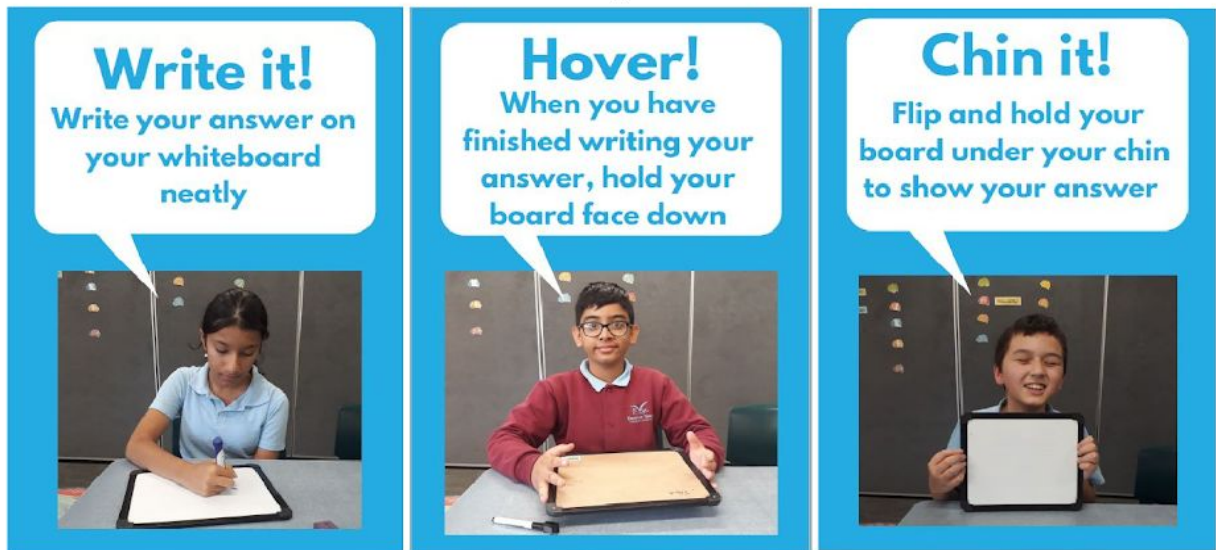 Write it!
Write your answer on
your whiteboard
neatly
Hover!
When you have
finished writing your
answer, hold your
board face down
Chin it!
Flip and hold your
board under your chin
to show your answer